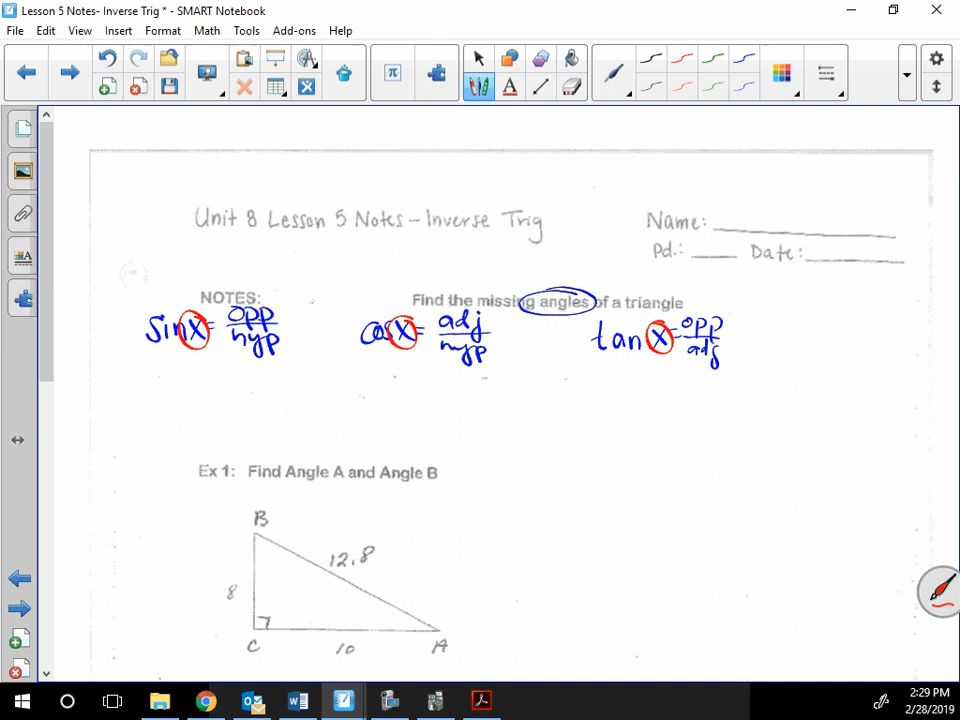 Lesson 5 Notes- Inverse Trig * - SMART Notebook
File Edit View Insert Format Math Tools Add-ons Help
Unit 8 Lesson 5 Notes - Inverse Trig
Name: ____
Pd.: ____ Date: ____
NOTES:
Find the missing angles of a triangle
sin X = opp/hyp
cos X = adj/hyp
tan X = opp/adj
Ex 1: Find Angle A and Angle B
B
12.8
8
C
10
A
2:29 PM
2/28/2019